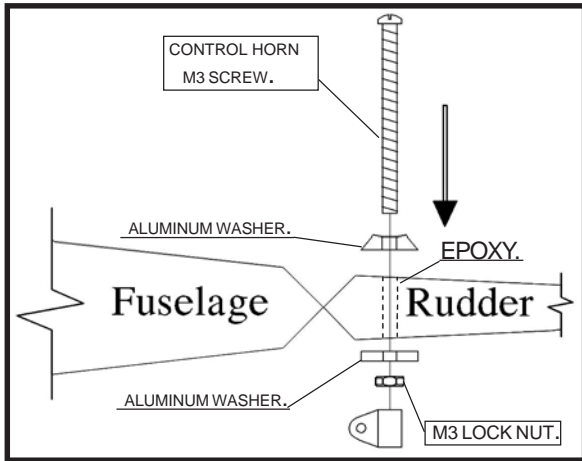 CONTROL HORN
M3 SCREW.
ALUMINUM WASHER.
EPOXY.
Fuselage
Rudder
ALUMINUM WASHER.
M3 LOCK NUT.